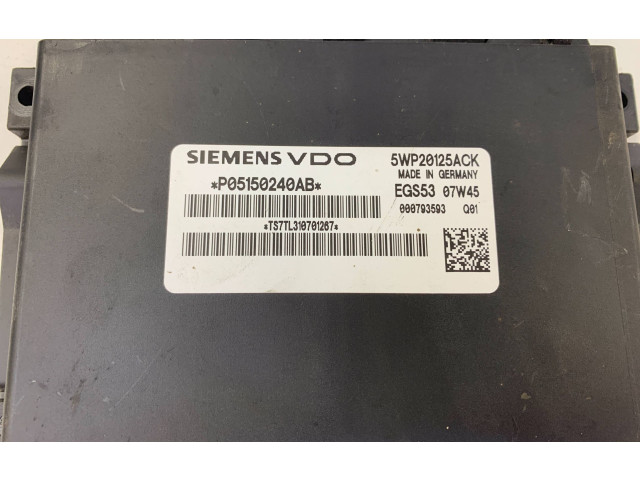 SIEMENS VDO 5WP20125ACK
MADE IN GERMANY
*P05150240AB* EGS53 07W45
000793593 Q01
*TS7TL310701267*